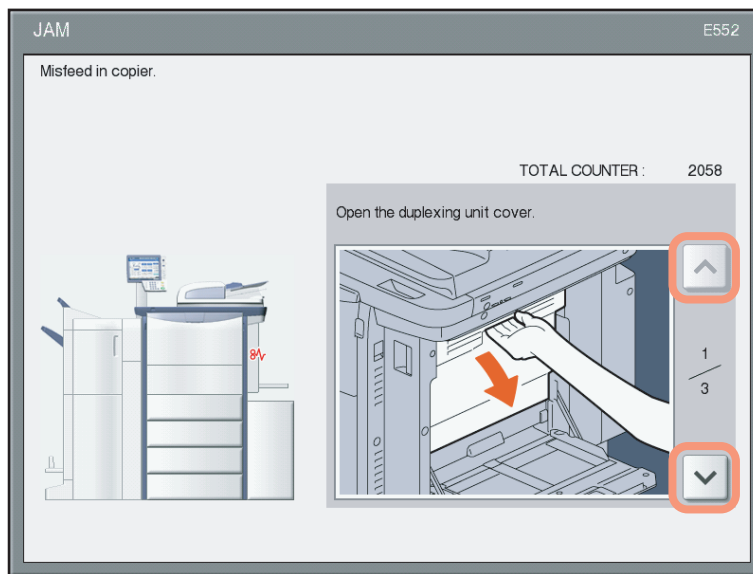 JAM
E552
Misfeed in copier.
TOTAL COUNTER : 2058
Open the duplexing unit cover.
1
3